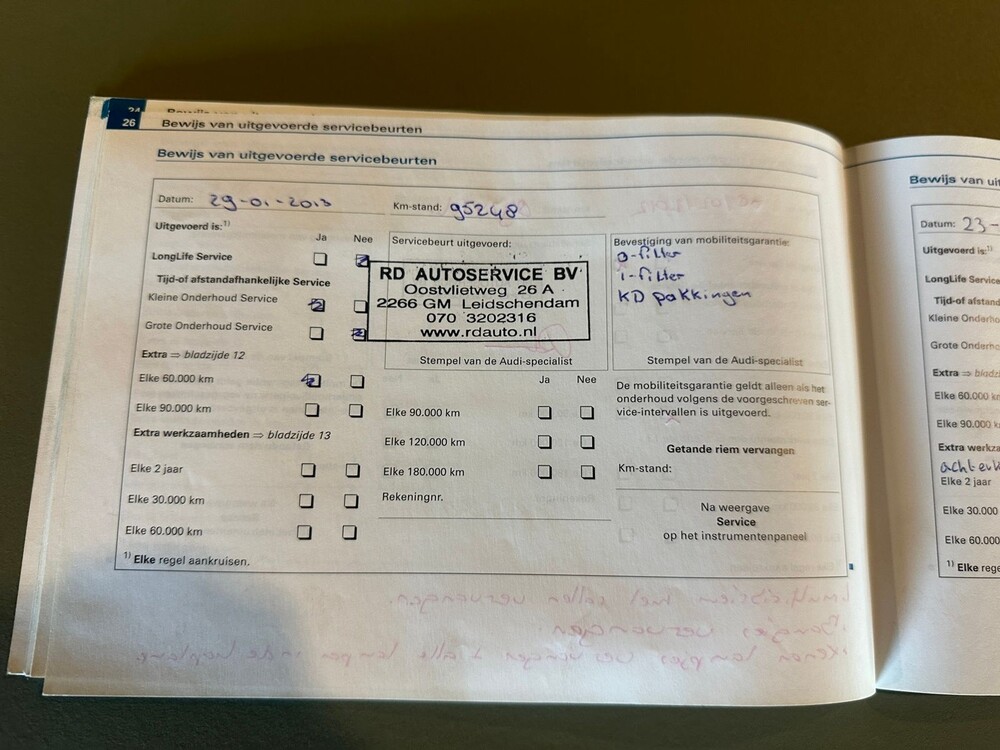 24
26 Bewijs van uitgevoerde servicebeurten
Bewijs van uitgevoerde servicebeurten
Datum: 29-01-2013
Km-stand: 95248
Uitgevoerd is:1)
Ja Nee
LongLife Service
Tijd-of afstandafhankelijke Service
Kleine Onderhoud Service
Grote Onderhoud Service
Extra ⇒ bladzijde 12
Elke 60.000 km
Elke 90.000 km
Extra werkzaamheden ⇒ bladzijde 13
Elke 2 jaar
Elke 30.000 km
Elke 60.000 km
1) Elke regel aankruisen.
Servicebeurt uitgevoerd:
RD AUTOSERVICE BV
Oostvlietweg 26 A
2266 GM Leidschendam
070 3202316
www.rdauto.nl
Stempel van de Audi-specialist
Ja Nee
Elke 90.000 km
Elke 120.000 km
Elke 180.000 km
Rekeningnr.
Bevestiging van mobiliteitsgarantie:
o-filter
i-filter
KD pakkingen
Stempel van de Audi-specialist
De mobiliteitsgarantie geldt alleen als het
onderhoud volgens de voorgeschreven ser-
vice-intervallen is uitgevoerd.
Getande riem vervangen
Km-stand:
Na weergave
Service
op het instrumentenpaneel
Bewijs van uit
Datum: 23-
Uitgevoerd is:1)
LongLife Servic
Tijd-of afstand
Kleine Onderho
Grote Onderho
Extra ⇒ bladz
Elke 60.000 km
Elke 90.000 k
Extra werkza
Elke 2 jaar
Elke 30.000
Elke 60.000
1) Elke rege